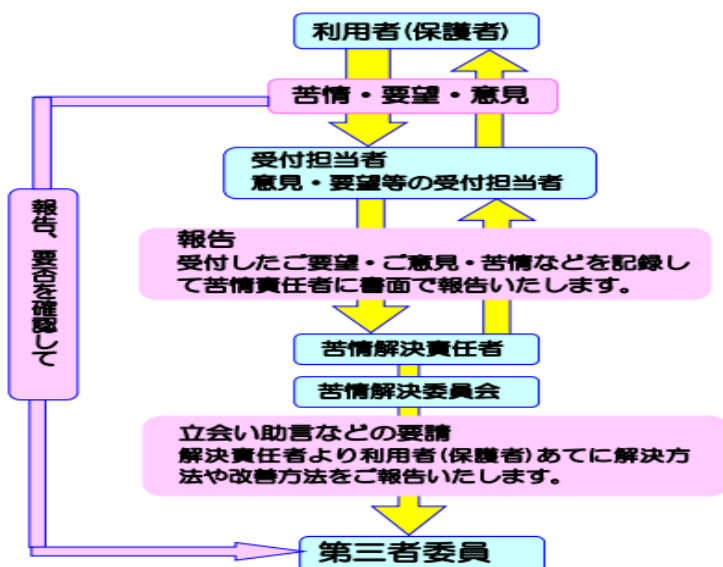 利用者(保護者)
苦情・要望・意見
受付担当者
意見・要望等の受付担当者
報告、要否を確認して
報告
受付したご要望・ご意見・苦情などを記録し
て苦情責任者に書面で報告いたします。
苦情解決責任者
苦情解決委員会
立会い助言などの要請
解決責任者より利用者(保護者)あてに解決方
法や改善方法をご報告いたします。
第三者委員